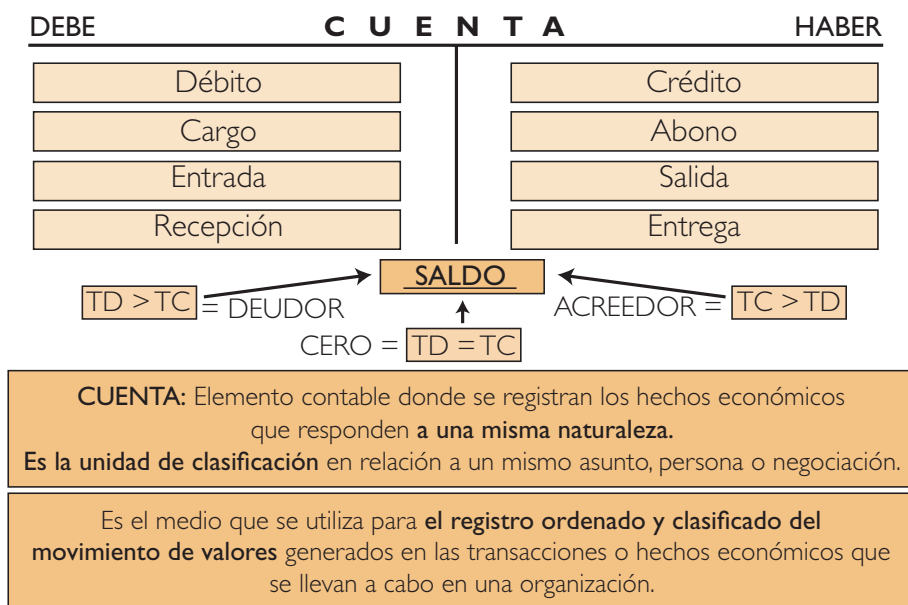 DEBE CUENTA HABER
Débito Crédito
Cargo Abono
Entrada Salida
Recepción Entrega
SALDO
TD > TC = DEUDOR ACREEDOR = TC > TD
CERO = TD = TC
CUENTA: Elemento contable donde se registran los hechos económicos
que responden a una misma naturaleza.
Es la unidad de clasificación en relación a un mismo asunto, persona o negociación.
Es el medio que se utiliza para el registro ordenado y clasificado del
movimiento de valores generados en las transacciones o hechos económicos que
se llevan a cabo en una organización.